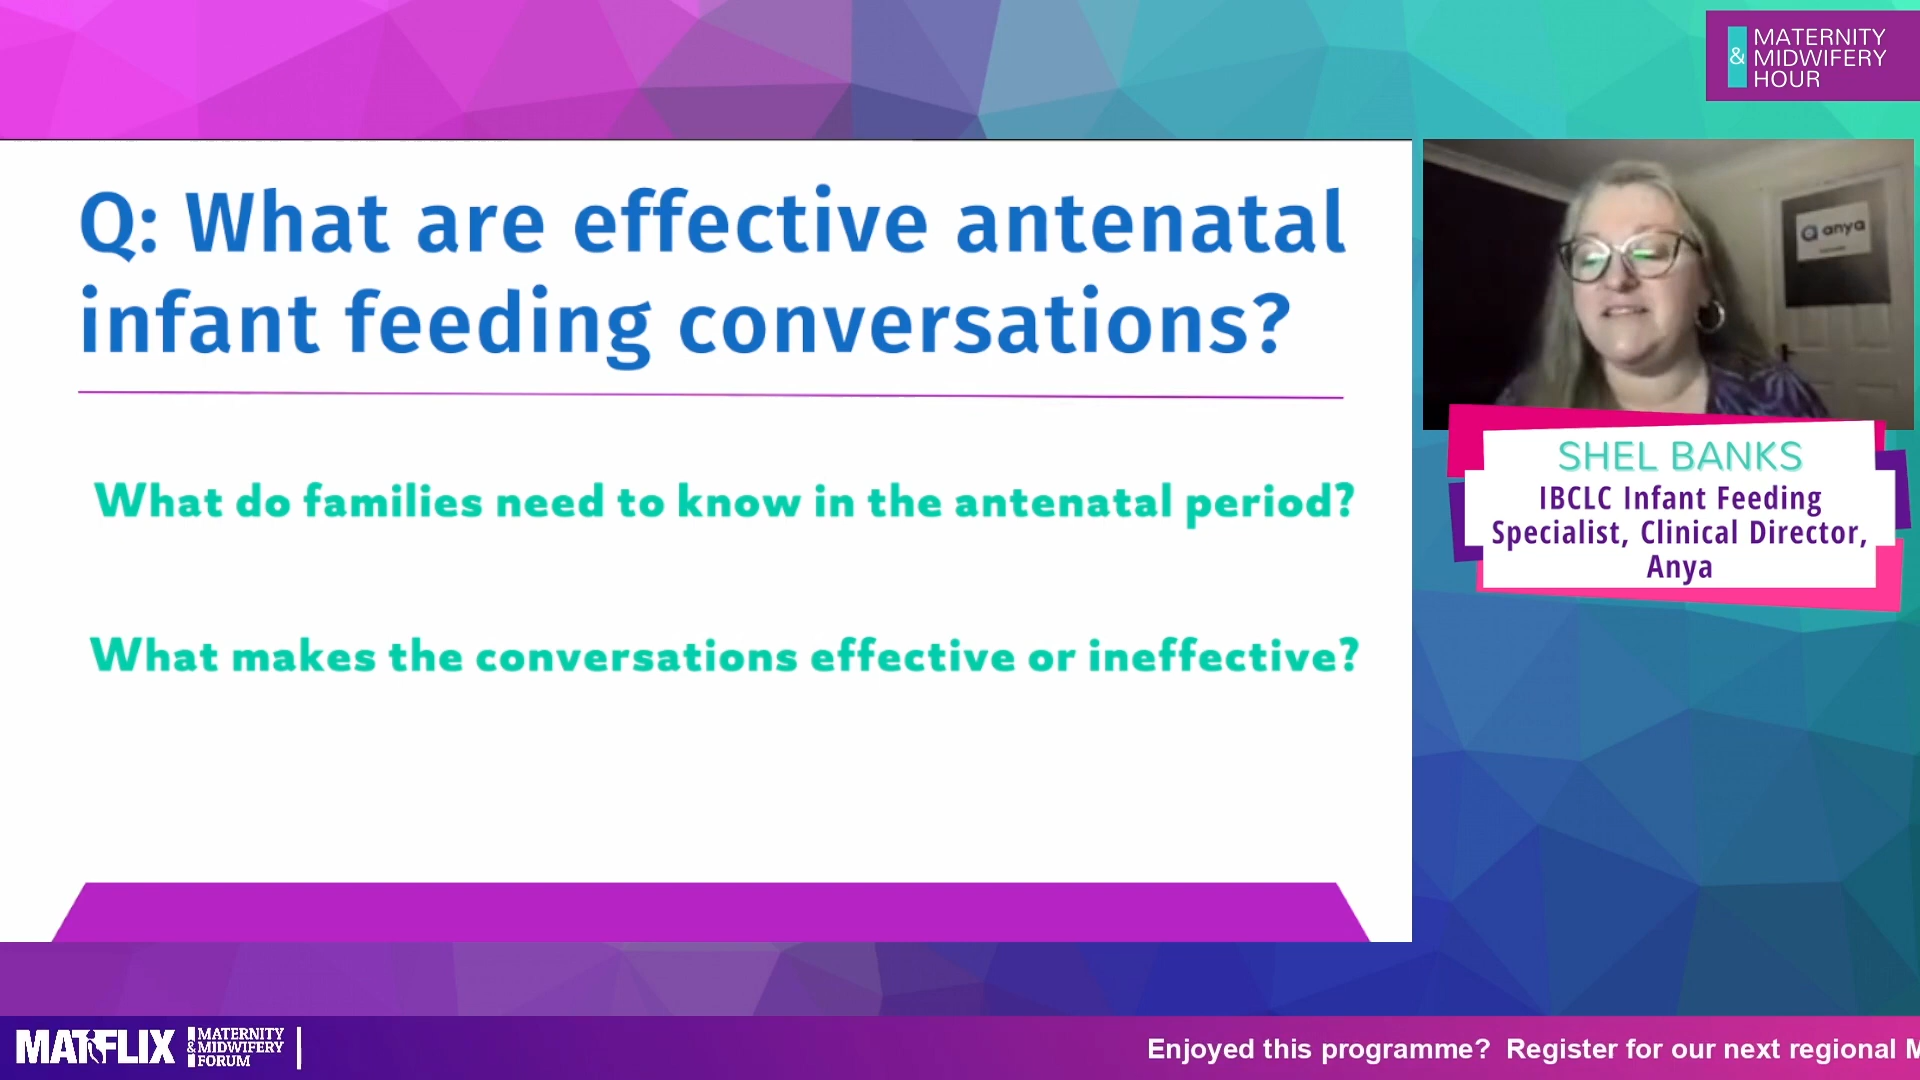 MATERNITY
& MIDWIFERY
HOUR
Q: What are effective antenatal
infant feeding conversations?
What do families need to know in the antenatal period?
What makes the conversations effective or ineffective?
anya
SHEL BANKS
IBCLC Infant Feeding
Specialist, Clinical Director,
Anya
MATFLIX
MATERNITY
& MIDWIFERY
FORUM
Enjoyed this programme? Register for our next regional M